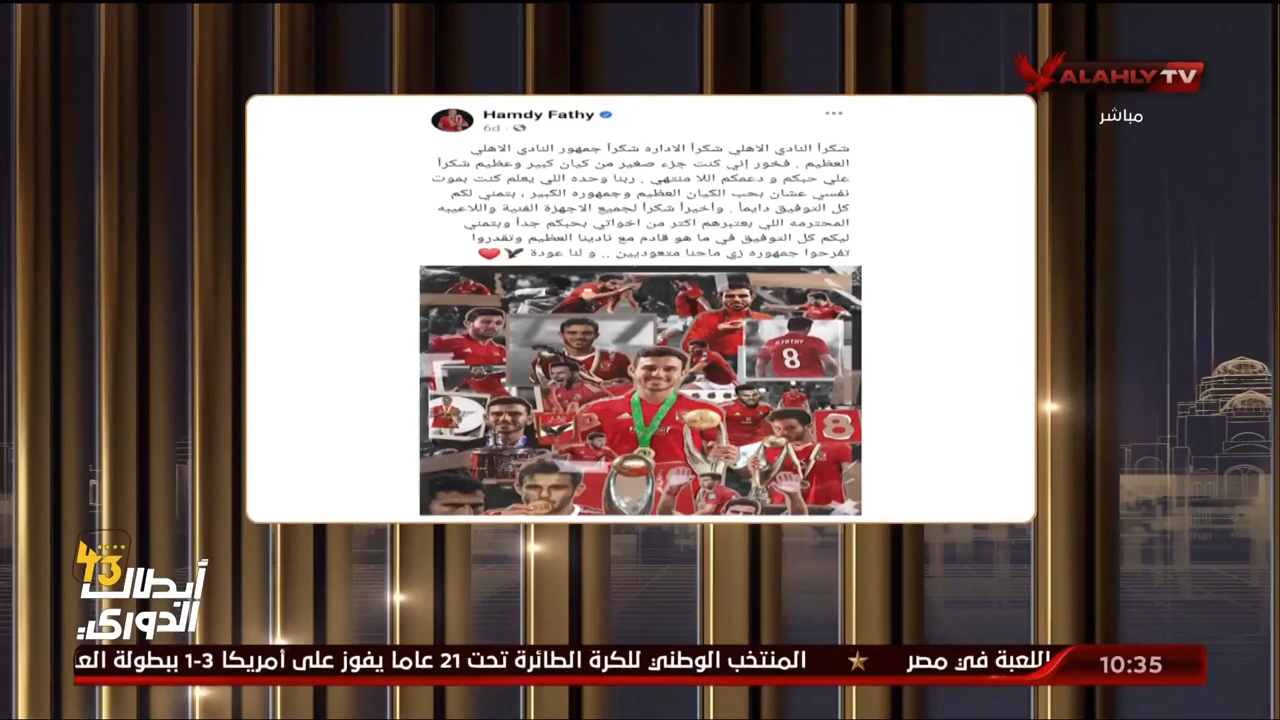 ALAHLY TV
مباشر
Hamdy Fathy
6d
شكراً النادي الاهلي شكراً الاداره شكراً جمهور النادي الاهلي
العظيم . فخور إني كنت جزء صغير من كيان كبير وعظيم شكراً
علي حبكم و دعمكم اللا منتهي . ربنا وحده اللي يعلم كنت بموت
نفسي عشان بحب الكيان العظيم وجمهوره الكبير ، بتمني لكم
كل التوفيق دايماً . وأخيراً شكراً لجميع الاجهزة الفنية واللاعيبه
المحترمه اللي بعتبرهم اكتر من اخواتي بحبكم جداً وبتمني
ليكم كل التوفيق في ما هو قادم مع نادينا العظيم وتقدروا
تفرحوا جمهوره زي ماحنا متعوديين .. و لنا عودة 🦅❤️
H.FATHY
8
8
43
أبطال
الدوري
اللعبة في مصر
المنتخب الوطني للكرة الطائرة تحت 21 عاما يفوز على أمريكا 3-1 ببطولة الع
10:35